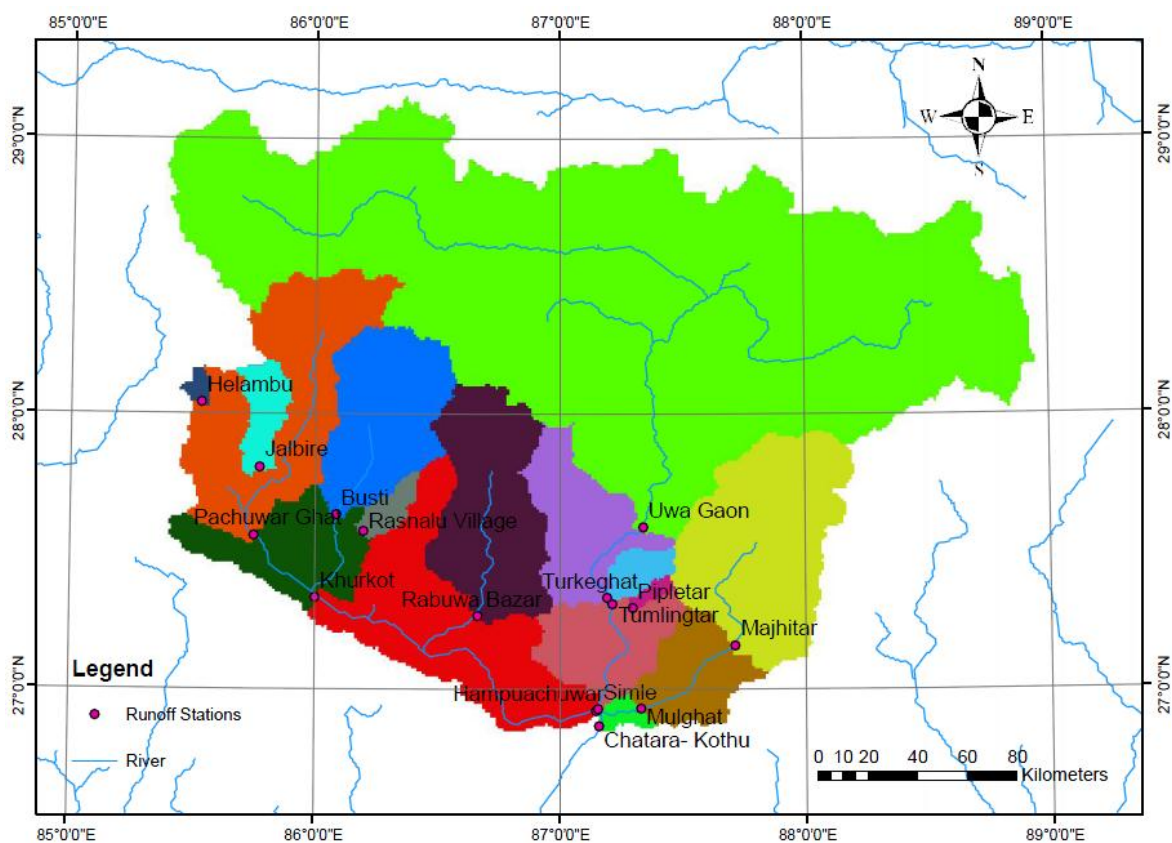 85°0'0"E 86°0'0"E 87°0'0"E 88°0'0"E 89°0'0"E
N
W E
S
29°0'0"N 29°0'0"N
28°0'0"N 28°0'0"N
27°0'0"N 27°0'0"N
Helambu
Jalbire
Busti
Pachuwar Ghat
Rasnalu Village
Uwa Gaon
Khurkot
Turkeghat
Pipletar
Rabuwa Bazar
Tumlingtar
Majhitar
Hampuachuwar
Simle
Mulghat
Chatara- Kothu
Legend
Runoff Stations
River
0 10 20 40 60 80
Kilometers
85°0'0"E 86°0'0"E 87°0'0"E 88°0'0"E 89°0'0"E